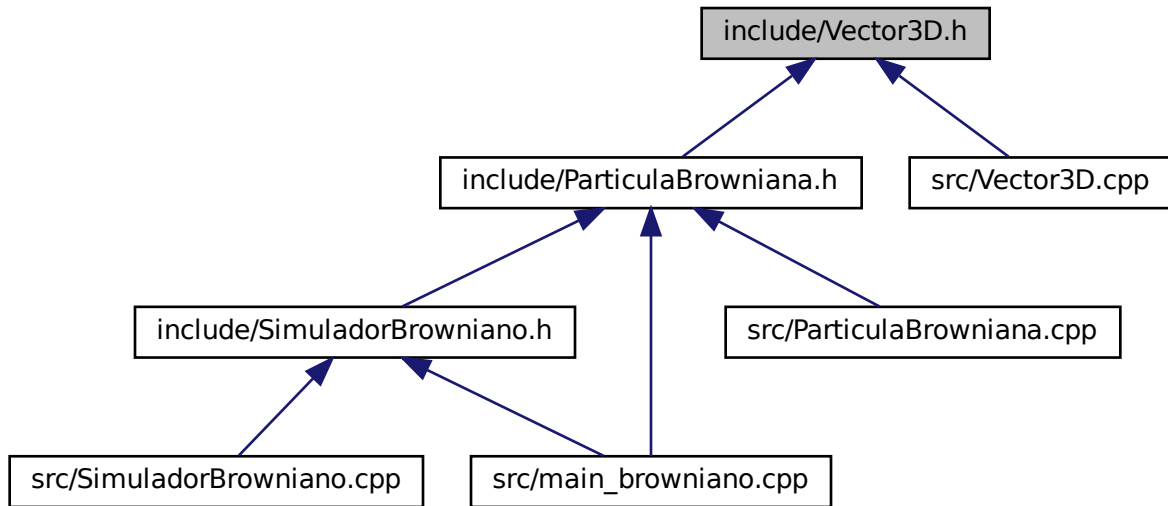 include/Vector3D.h
include/ParticulaBrowniana.h
src/Vector3D.cpp
include/SimuladorBrowniano.h
src/ParticulaBrowniana.cpp
src/SimuladorBrowniano.cpp
src/main_browniano.cpp